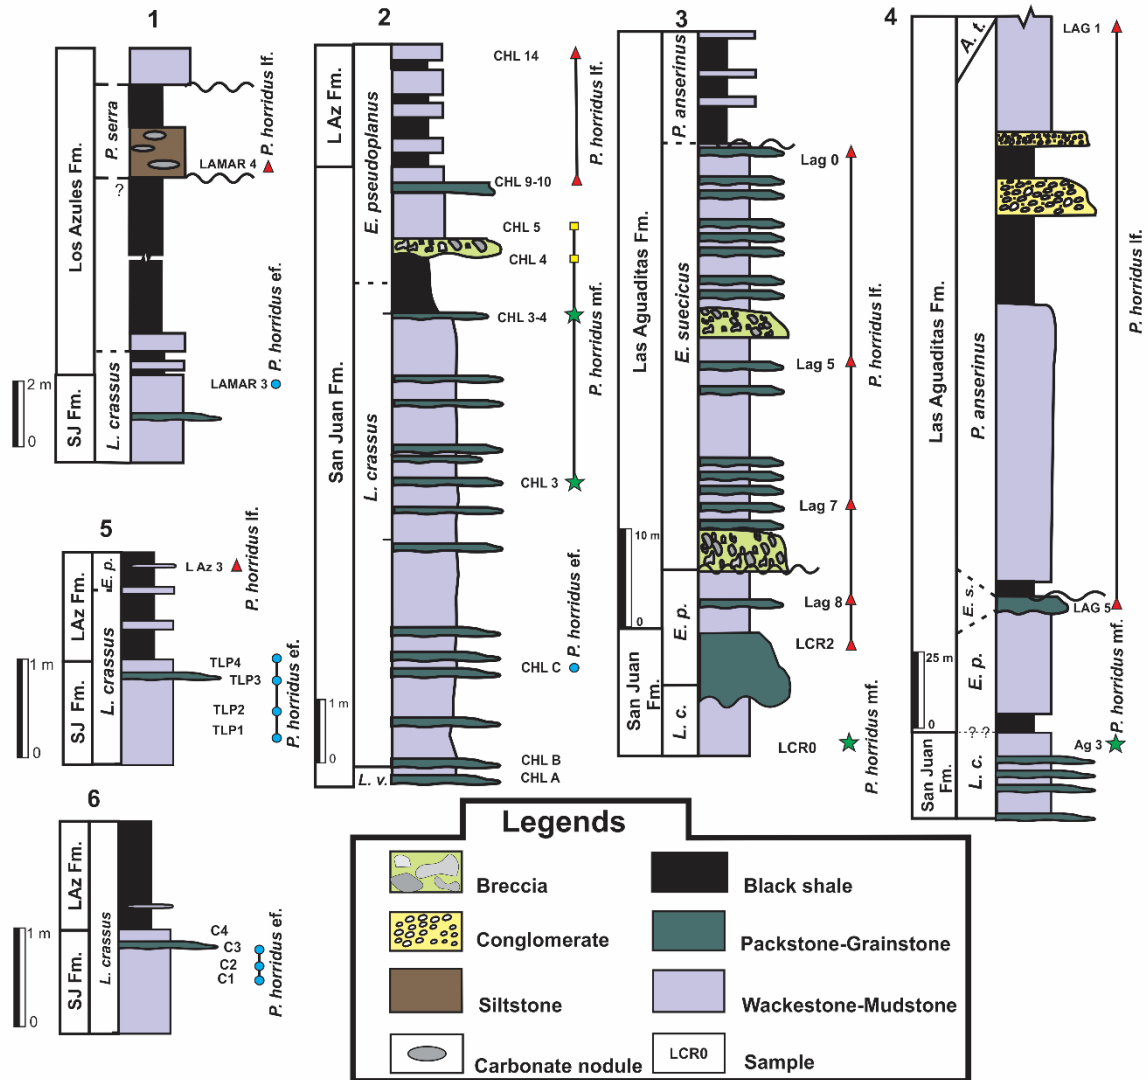 1
Los Azules Fm.
SJ Fm.
P. serra
?
L. crassus
LAMAR 4
P. horridus lf.
LAMAR 3
P. horridus ef.
2 m
0
2
L Az Fm.
San Juan Fm.
E. pseudoplanus
L. crassus
L. v.
CHL 14
CHL 9-10
CHL 5
CHL 4
CHL 3-4
CHL 3
CHL C
CHL B
CHL A
P. horridus lf.
P. horridus mf.
P. horridus ef.
1 m
0
3
Las Aguaditas Fm.
San Juan
Fm.
P. anserinus
E. suecicus
E. p.
L. c.
Lag 0
Lag 5
Lag 7
Lag 8
LCR2
LCR0
P. horridus lf.
P. horridus mf.
10 m
0
4
Las Aguaditas Fm.
San Juan
Fm.
A. t.
P. anserinus
E. s.
E. p.
? ?
L. c.
LAG 1
LAG 5
Ag 3
P. horridus lf.
P. horridus mf.
25 m
0
5
LAz Fm.
SJ Fm.
E. p.
L. crassus
L Az 3
P. horridus lf.
TLP4
TLP3
TLP2
TLP1
P. horridus ef.
1 m
0
6
LAz Fm.
SJ Fm.
L. crassus
C4
C3
C2
C1
P. horridus ef.
1 m
0
Legends
Breccia
Black shale
Conglomerate
Packstone-Grainstone
Siltstone
Wackestone-Mudstone
Carbonate nodule
LCR0
Sample